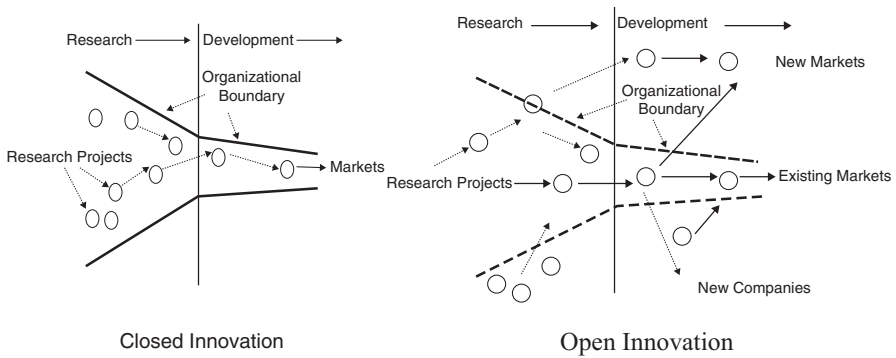 Research
Development
Organizational
Boundary
Research Projects
Markets
Closed Innovation
Research
Development
New Markets
Organizational
Boundary
Research Projects
Existing Markets
New Companies
Open Innovation